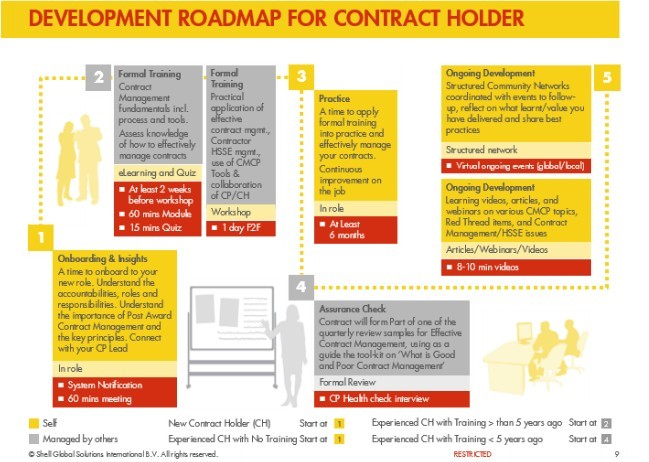 DEVELOPMENT ROADMAP FOR CONTRACT HOLDER
1
Onboarding & Insights
A time to onboard to your
new role. Understand the
accountabilities, roles and
responsibilities. Understand
the importance of Post Award
Contract Management and
the key principles. Connect
with your CP Lead
In role
■ System Notification
■ 60 mins meeting
2
Formal Training
Contract
Management
fundamentals incl.
process and tools.
Assess knowledge
of how to effectively
manage contracts
eLearning and Quiz
■ At least 2 weeks
before workshop
■ 60 mins Module
■ 15 mins Quiz
Formal
Training
Practical
application of
effective
contract mgmt.,
Contractor
HSSE mgmt.,
use of CMCP
Tools &
collaboration
of CP/CH
Workshop
■ 1 day F2F
3
Practice
A time to apply
formal training
into practice and
effectively manage
your contracts.
Continuous
improvement on
the job
In role
■ At Least
6 months
4
Assurance Check
Contract will form Part of one of the
quarterly review samples for Effective
Contract Management, using as a
guide the tool-kit on 'What is Good
and Poor Contract Management'
Formal Review
■ CP Health check interview
5
Ongoing Development
Structured Community Networks
coordinated with events to follow-
up, reflect on what learnt/value you
have delivered and share best
practices
Structured network
■ Virtual ongoing events (global/local)
Ongoing Development
Learning videos, articles, and
webinars on various CMCP topics,
Red Thread items, and Contract
Management/HSSE issues
Articles/Webinars/Videos
■ 8-10 min videos
Self
New Contract Holder (CH) Start at 1
Experienced CH with Training > than 5 years ago Start at 2
Managed by others
Experienced CH with No Training Start at 1
Experienced CH with Training < 5 years ago Start at 4
© Shell Global Solutions International B.V. All rights reserved.
RESTRICTED
9